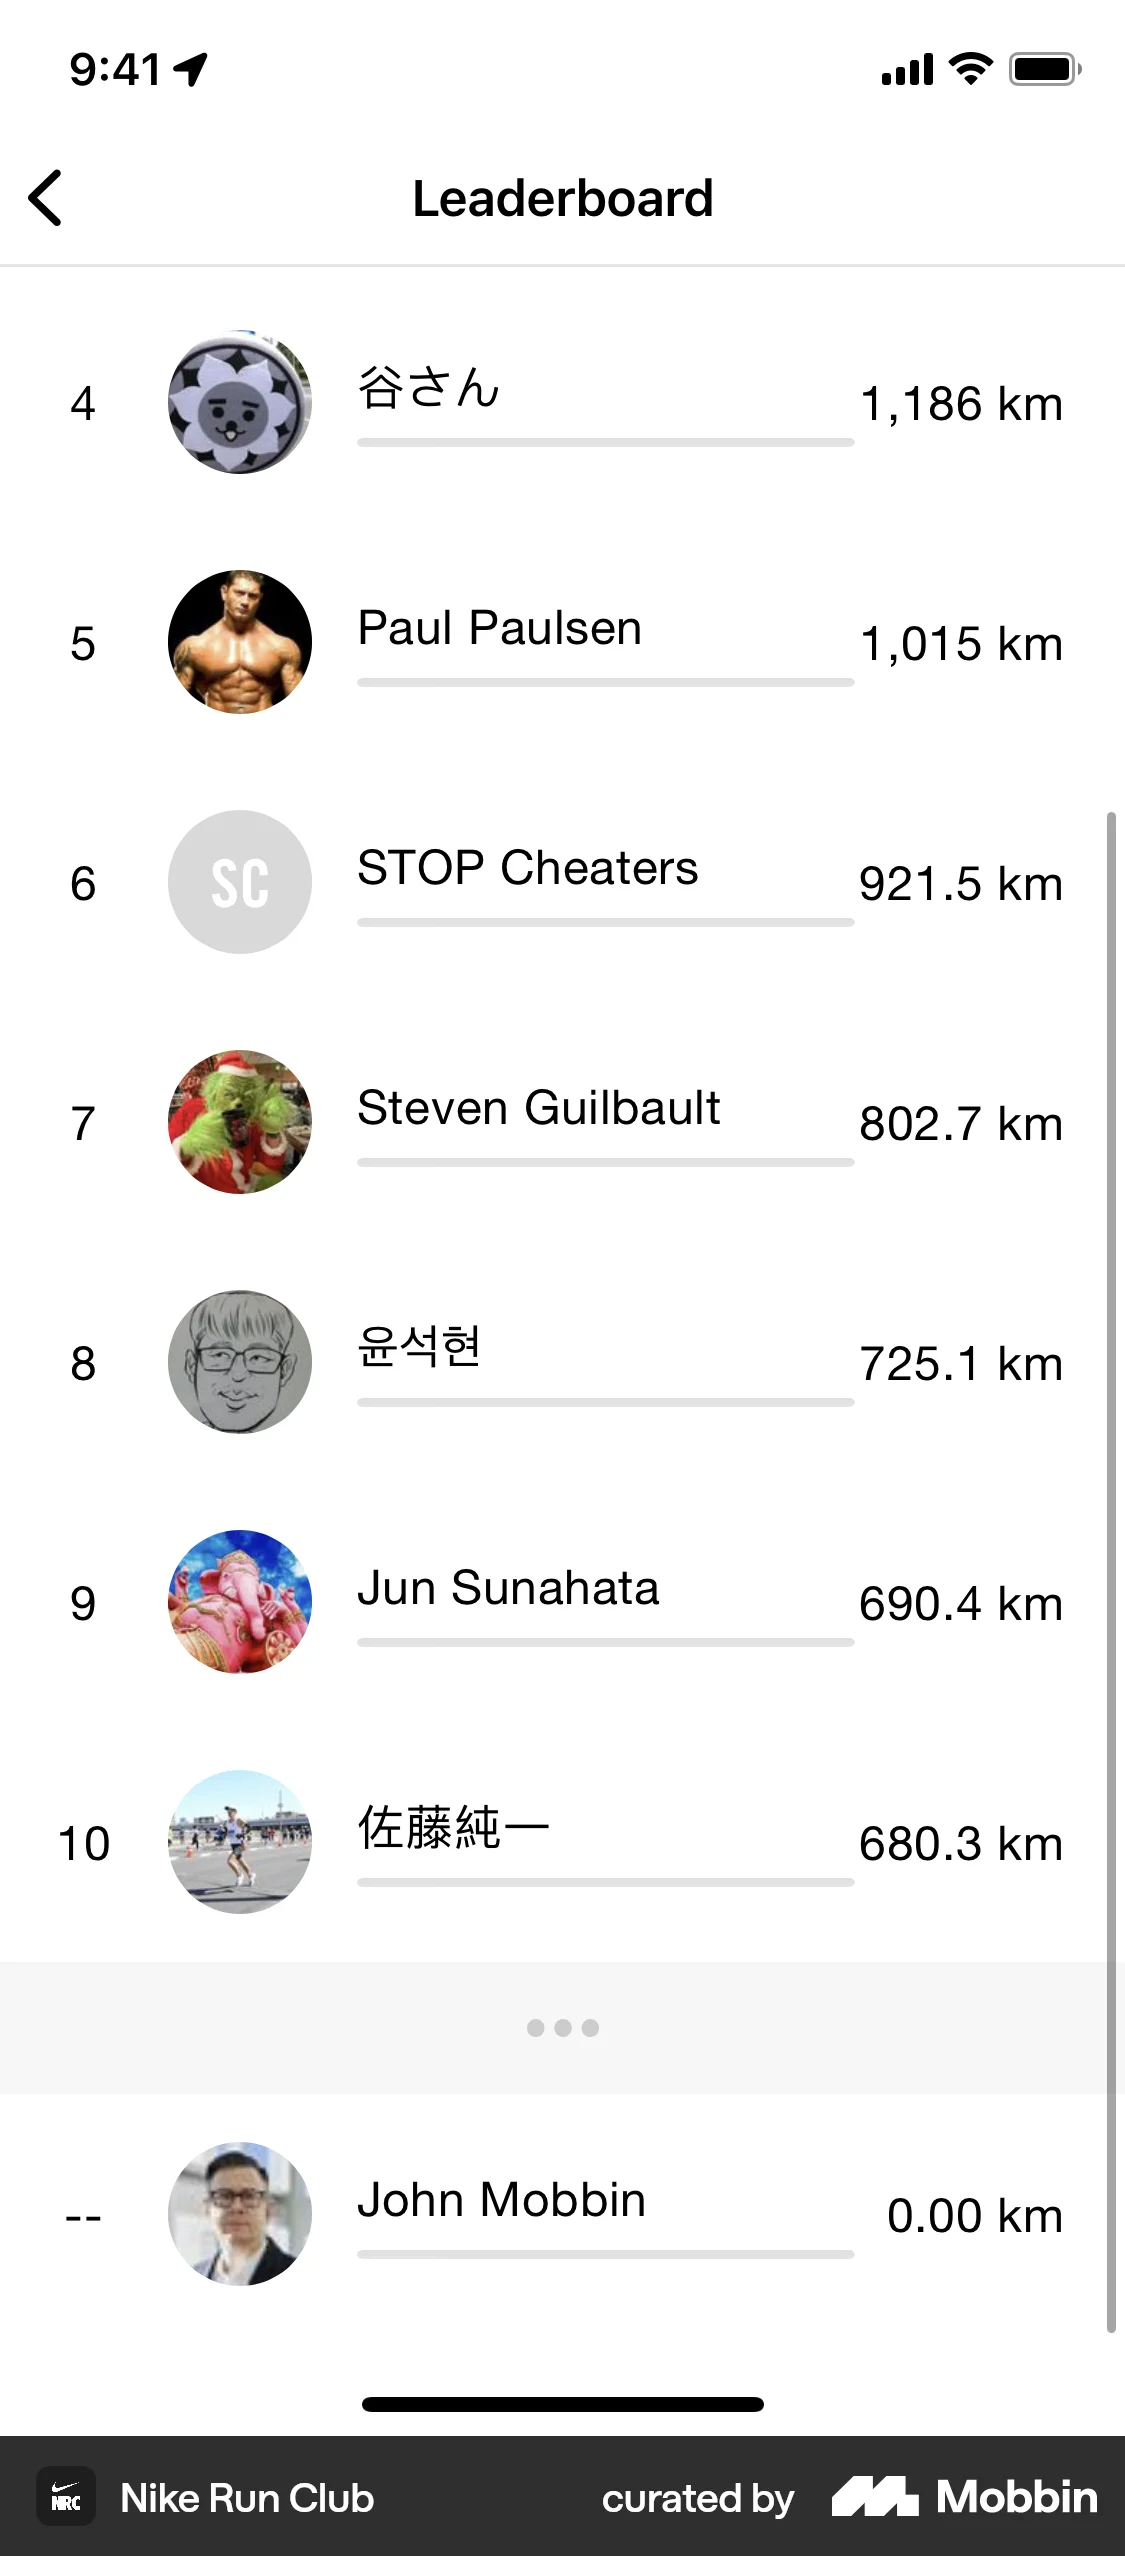 9:41
Leaderboard
4 谷さん 1,186 km
5 Paul Paulsen 1,015 km
6 SC STOP Cheaters 921.5 km
7 Steven Guilbault 802.7 km
8 윤석현 725.1 km
9 Jun Sunahata 690.4 km
10 佐藤純一 680.3 km
-- John Mobbin 0.00 km
NRC Nike Run Club curated by Mobbin